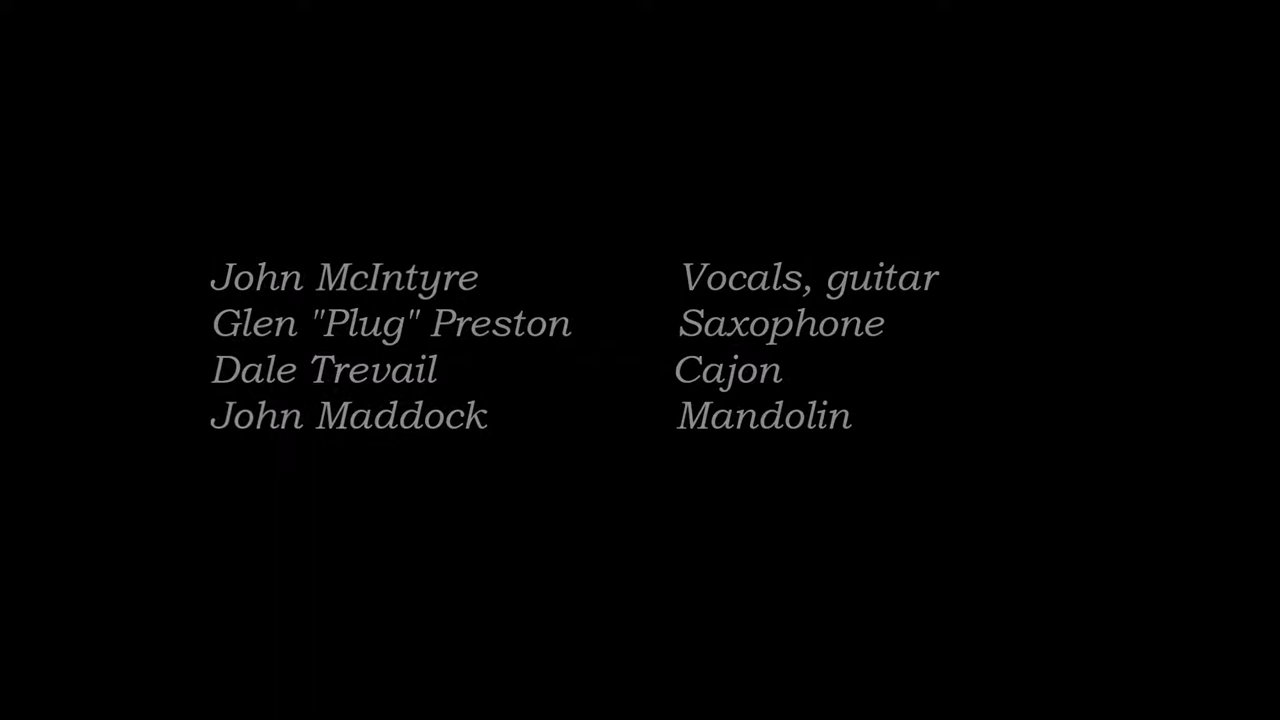 John McIntyre Vocals, guitar
Glen "Plug" Preston Saxophone
Dale Trevail Cajon
John Maddock Mandolin